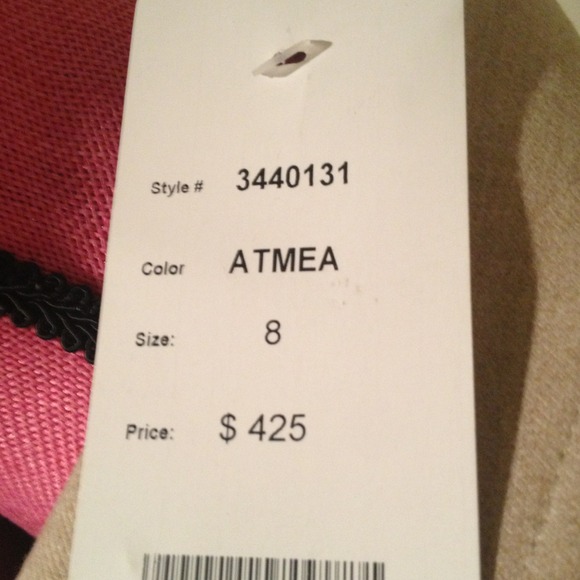 Style # 3440131
Color ATMEA
Size: 8
Price: $ 425